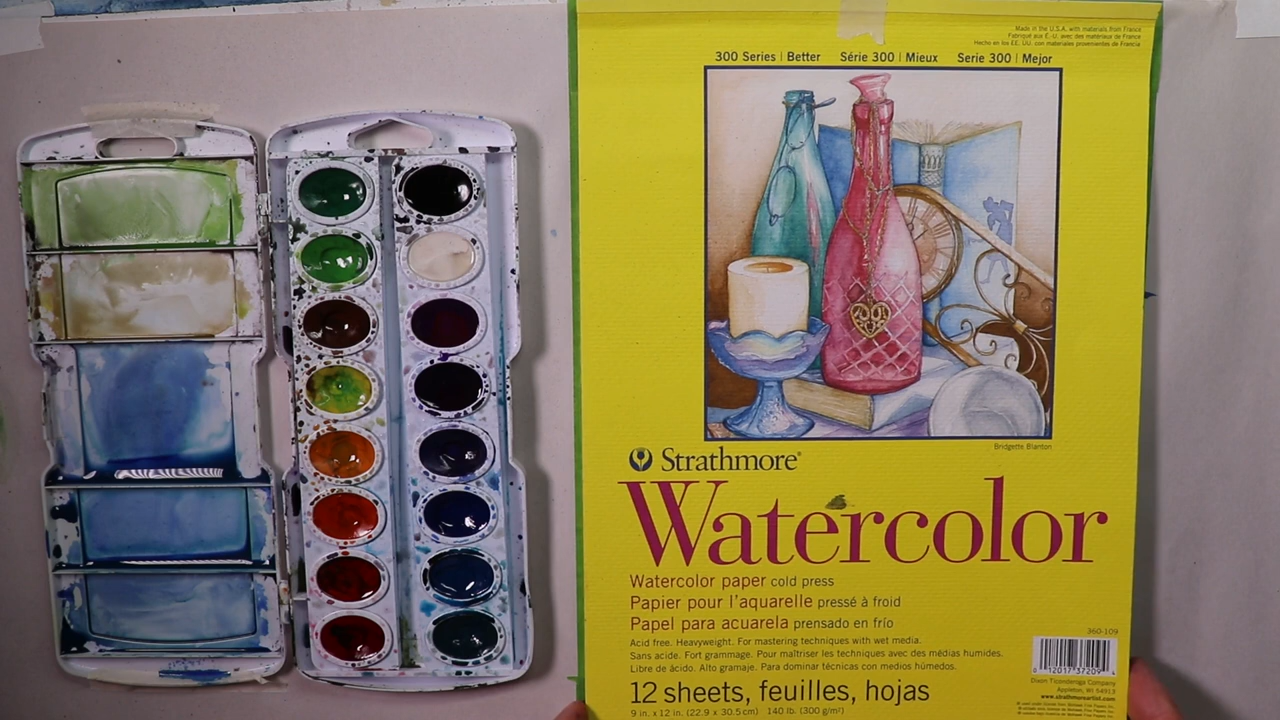 Made in the U.S.A. with materials from France
Fabriqué aux É.-U. avec des matériaux de France
Hecho en los EE. UU. con materiales provenientes de Francia
300 Series | Better Série 300 | Mieux Serie 300 | Mejor
Bridgette Blanton
Strathmore®
Watercolor
Watercolor paper cold press
Papier pour l'aquarelle pressé à froid
Papel para acuarela prensado en frío
360-109
Acid free. Heavyweight. For mastering techniques with wet media.
Sans acide. Fort grammage. Pour maîtriser les techniques avec des médias humides.
Libre de ácido. Alto gramaje. Para dominar técnicas con medios húmedos.
0 12017 37209 4
Dixon Ticonderoga Company
Appleton, WI 54913
www.strathmoreartist.com
12 sheets, feuilles, hojas
9 in. x 12 in. (22.9 x 30.5 cm) 140 lb. (300 g/m²)